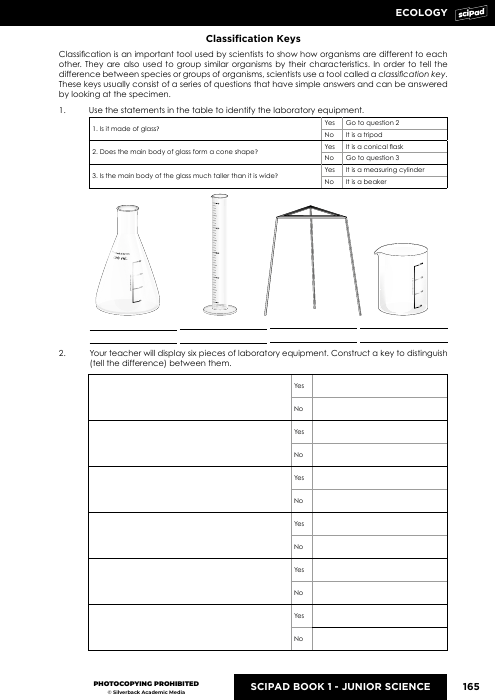 ECOLOGY scipad
Classification Keys
Classification is an important tool used by scientists to show how organisms are different to each
other. They are also used to group similar organisms by their characteristics. In order to tell the
difference between species or groups of organisms, scientists use a tool called a classification key.
These keys usually consist of a series of questions that have simple answers and can be answered
by looking at the specimen.
1. Use the statements in the table to identify the laboratory equipment.
1. Is it made of glass?
Yes Go to question 2
No It is a tripod
2. Does the main body of glass form a cone shape?
Yes It is a conical flask
No Go to question 3
3. Is the main body of the glass much taller than it is wide?
Yes It is a measuring cylinder
No It is a beaker
2. Your teacher will display six pieces of laboratory equipment. Construct a key to distinguish
(tell the difference) between them.
Yes
No
Yes
No
Yes
No
Yes
No
Yes
No
Yes
No
PHOTOCOPYING PROHIBITED
© Silverback Academic Media
SCIPAD BOOK 1 - JUNIOR SCIENCE 165